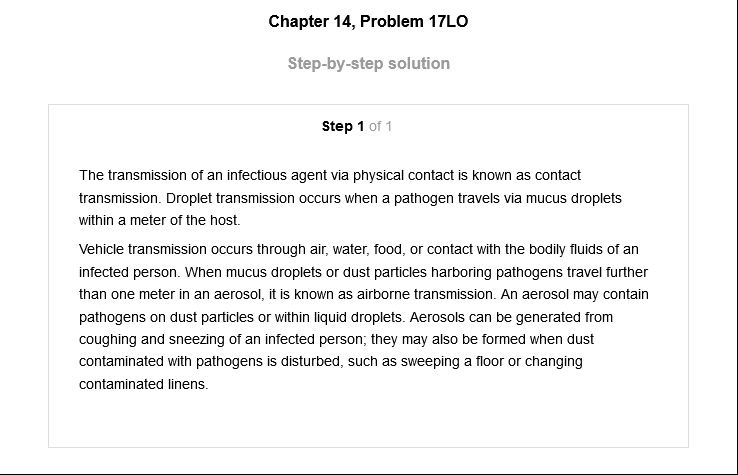 Chapter 14, Problem 17LO
Step-by-step solution
Step 1 of 1
The transmission of an infectious agent via physical contact is known as contact
transmission. Droplet transmission occurs when a pathogen travels via mucus droplets
within a meter of the host.
Vehicle transmission occurs through air, water, food, or contact with the bodily fluids of an
infected person. When mucus droplets or dust particles harboring pathogens travel further
than one meter in an aerosol, it is known as airborne transmission. An aerosol may contain
pathogens on dust particles or within liquid droplets. Aerosols can be generated from
coughing and sneezing of an infected person; they may also be formed when dust
contaminated with pathogens is disturbed, such as sweeping a floor or changing
contaminated linens.